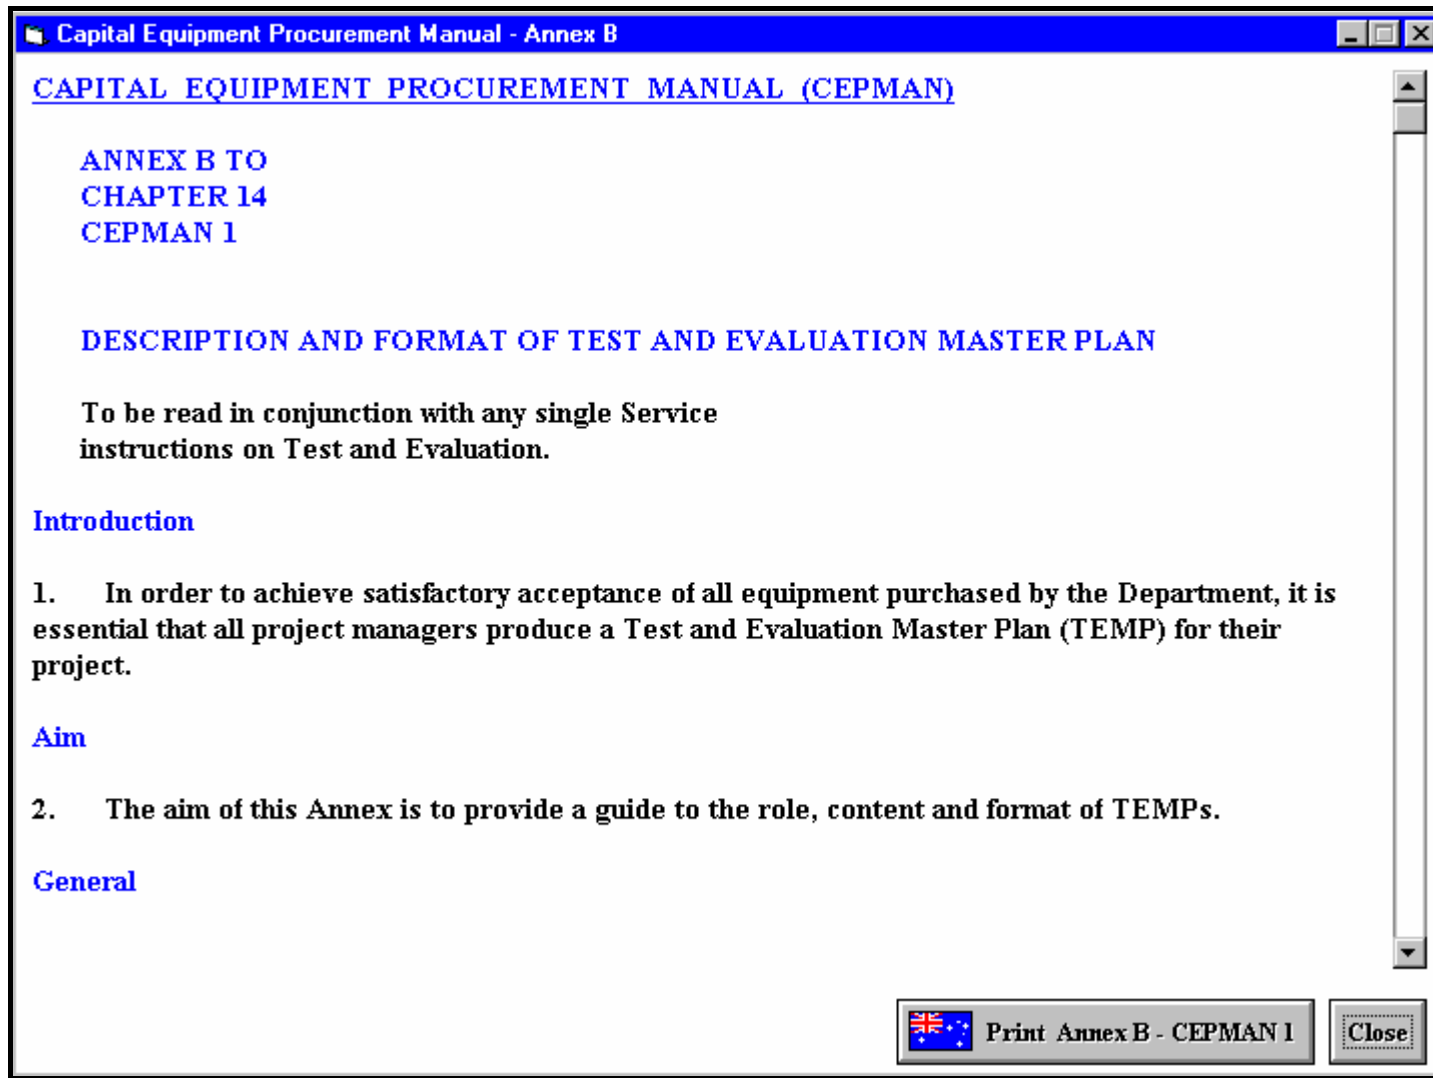 Capital Equipment Procurement Manual - Annex B
CAPITAL EQUIPMENT PROCUREMENT MANUAL (CEPMAN)
ANNEX B TO
CHAPTER 14
CEPMAN 1
DESCRIPTION AND FORMAT OF TEST AND EVALUATION MASTER PLAN
To be read in conjunction with any single Service
instructions on Test and Evaluation.
Introduction
1. In order to achieve satisfactory acceptance of all equipment purchased by the Department, it is
essential that all project managers produce a Test and Evaluation Master Plan (TEMP) for their
project.
Aim
2. The aim of this Annex is to provide a guide to the role, content and format of TEMPs.
General
Print Annex B - CEPMAN 1
Close